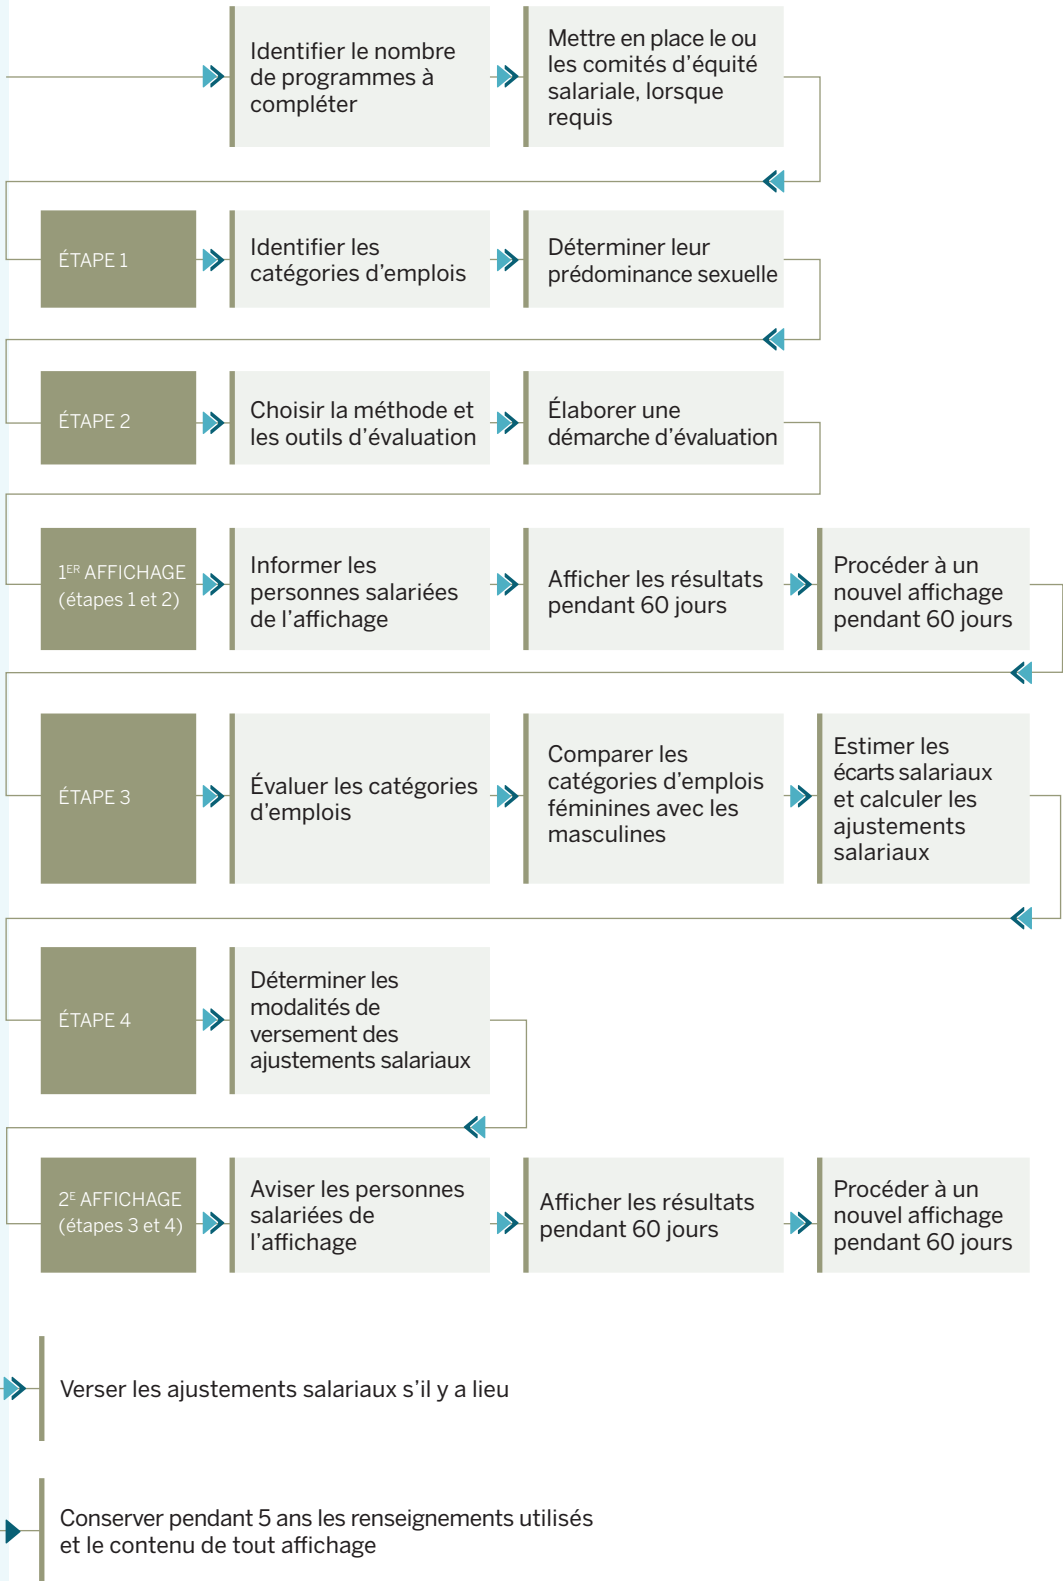 Identifier le nombre
de programmes à
compléter
Mettre en place le ou
les comités d’équité
salariale, lorsque
requis
ÉTAPE 1
Identifier les
catégories d’emplois
Déterminer leur
prédominance sexuelle
ÉTAPE 2
Choisir la méthode et
les outils d’évaluation
Élaborer une
démarche d’évaluation
1ER AFFICHAGE
(étapes 1 et 2)
Informer les
personnes salariées
de l’affichage
Afficher les résultats
pendant 60 jours
Procéder à un
nouvel affichage
pendant 60 jours
ÉTAPE 3
Évaluer les catégories
d’emplois
Comparer les
catégories d’emplois
féminines avec les
masculines
Estimer les
écarts salariaux
et calculer les
ajustements
salariaux
ÉTAPE 4
Déterminer les
modalités de
versement des
ajustements salariaux
2E AFFICHAGE
(étapes 3 et 4)
Aviser les personnes
salariées de
l’affichage
Afficher les résultats
pendant 60 jours
Procéder à un
nouvel affichage
pendant 60 jours
Verser les ajustements salariaux s’il y a lieu
Conserver pendant 5 ans les renseignements utilisés
et le contenu de tout affichage